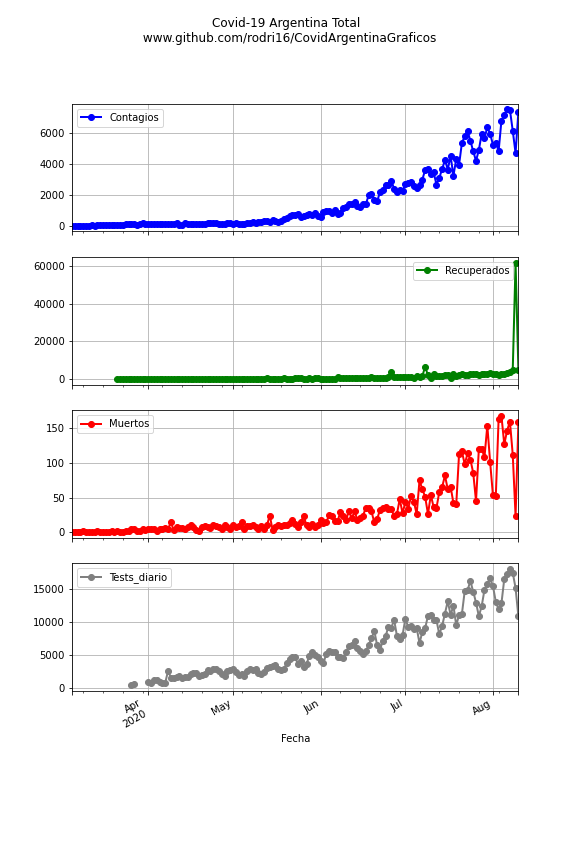 Covid-19 Argentina Total
www.github.com/rodri16/CovidArgentinaGraficos
Contagios
6000
4000
2000
0
Recuperados
60000
40000
20000
0
Muertos
150
100
50
0
Tests_diario
15000
10000
5000
0
Apr
2020
May
Jun
Jul
Aug
Fecha